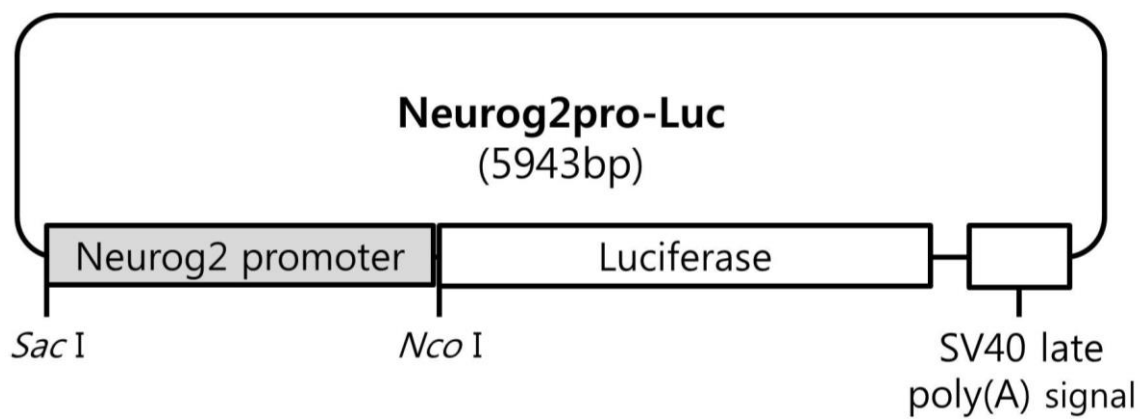 Neurog2pro-Luc
(5943bp)
Neurog2 promoter
Luciferase
Sac I
Nco I
SV40 late
poly(A) signal